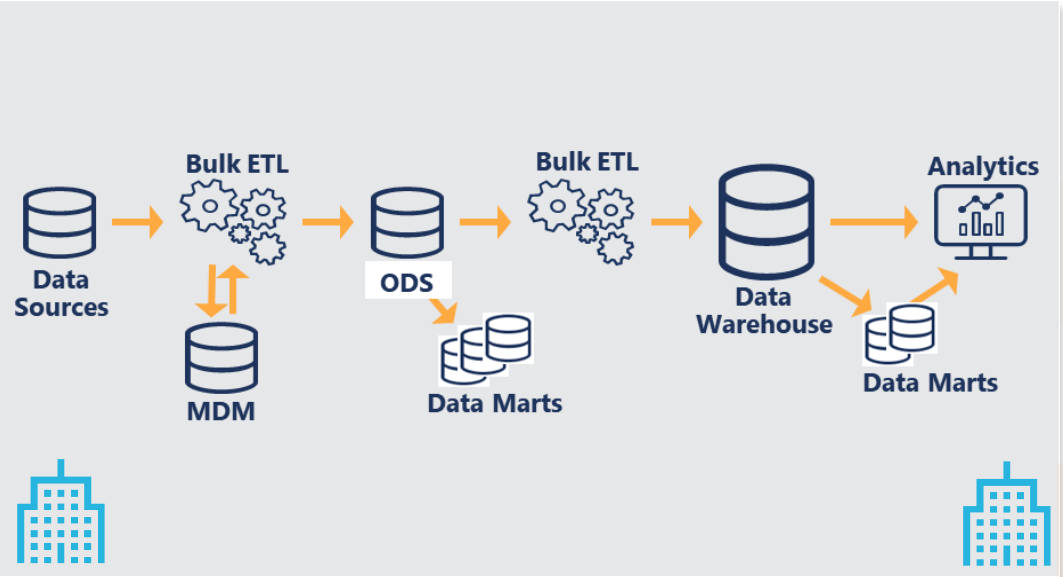 Bulk ETL
Bulk ETL
Analytics
Data
Sources
ODS
Data
Warehouse
MDM
Data Marts
Data Marts